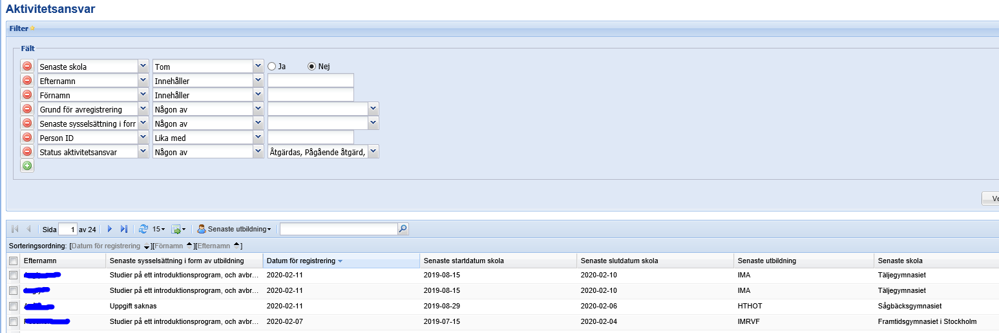 Aktivitetsansvar
Filter
Fält
Senaste skola Tom Ja Nej
Efternamn Innehåller
Förnamn Innehåller
Grund för avregistrering Någon av
Senaste sysselsättning i forr Någon av
Person ID Lika med
Status aktivitetsansvar Någon av Åtgärdas, Pågående åtgärd,
Ve
Sida 1 av 24 15 Senaste utbildning
Sorteringsordning: [Datum för registrering ][Förnamn ][Efternamn ]
Efternamn Senaste sysselsättning i form av utbildning Datum för registrering Senaste startdatum skola Senaste slutdatum skola Senaste utbildning Senaste skola
Studier på ett introduktionsprogram, och avbr... 2020-02-11 2019-08-15 2020-02-10 IMA Täljegymnasiet
Studier på ett introduktionsprogram, och avbr... 2020-02-11 2019-08-15 2020-02-10 IMA Täljegymnasiet
Uppgift saknas 2020-02-11 2019-08-29 2020-02-06 HTHOT Sågbäcksgymnasiet
Studier på ett introduktionsprogram, och avbr... 2020-02-07 2019-07-15 2020-02-04 IMRVF Framtidsgymnasiet i Stockholm